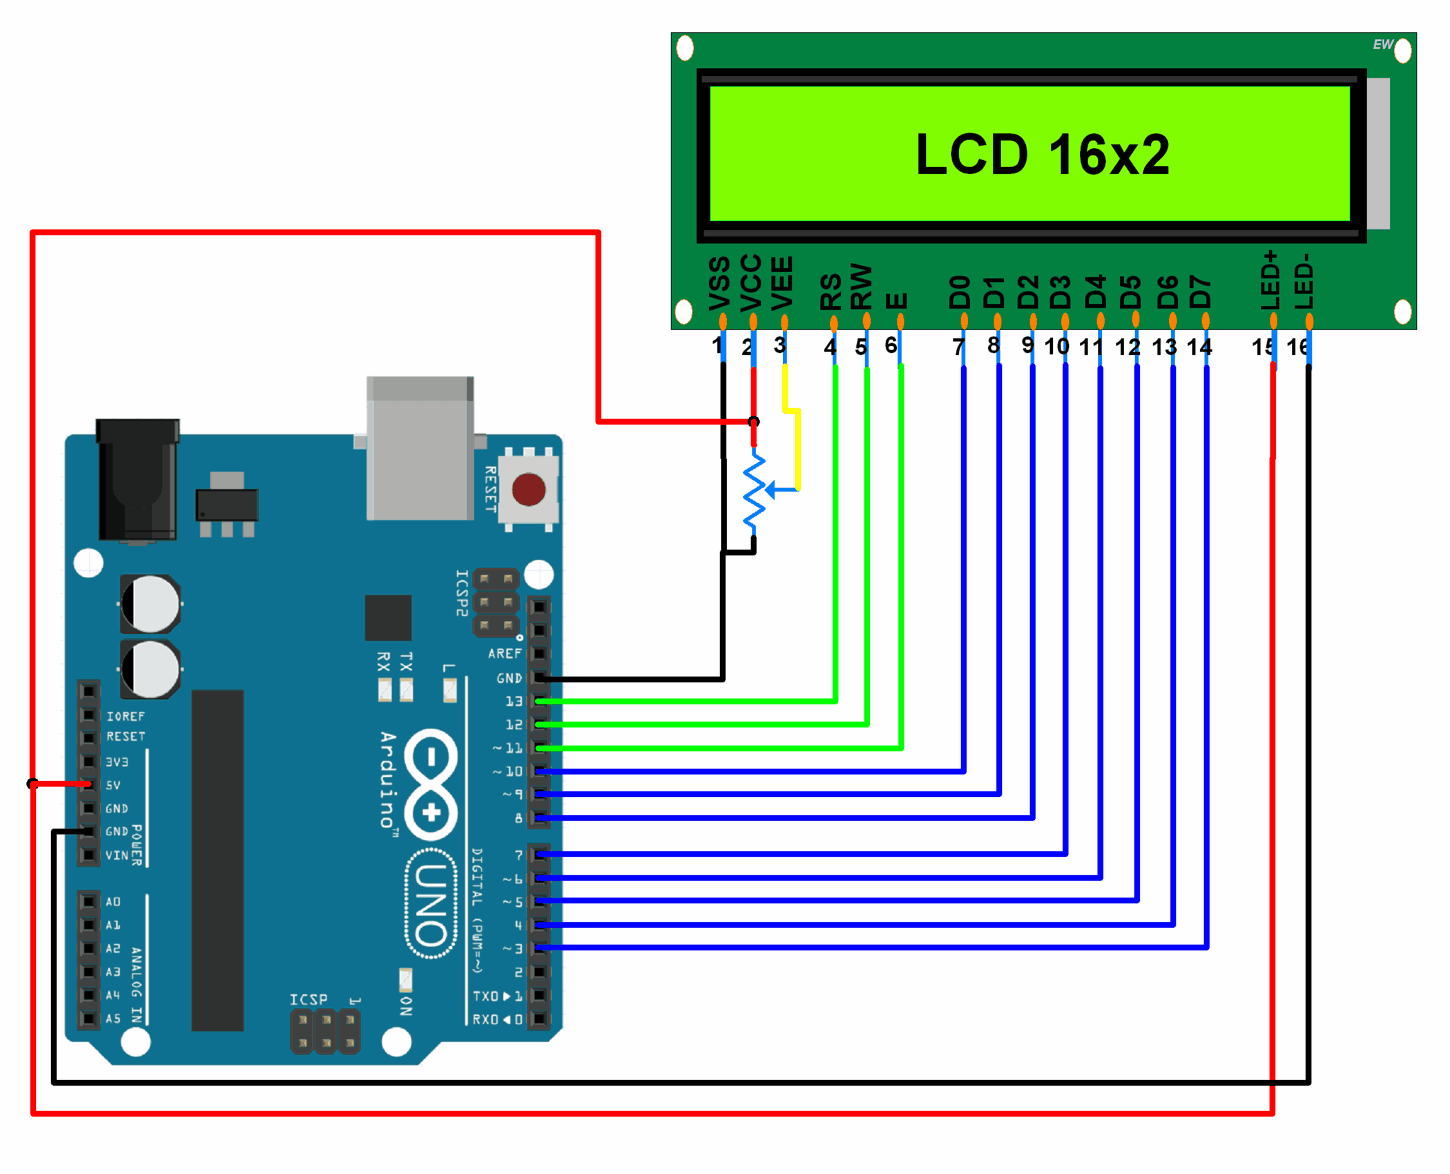 EW
LCD 16x2
VSS
VCC
VEE
RS
RW
E
D0
D1
D2
D3
D4
D5
D6
D7
LED+
LED-
1
2
3
4
5
6
7
8
9
10
11
12
13
14
15
16
RESET
ICSP2
AREF
GND
13
12
~11
~10
~9
8
7
~6
~5
4
~3
2
TX0▶1
RX0◀0
RX
TX
L
IOREF
RESET
3V3
5V
GND
GND
VIN
POWER
A0
A1
A2
A3
A4
A5
ANALOG IN
Arduino™
UNO
DIGITAL (PWM=~)
ICSP
1
ON